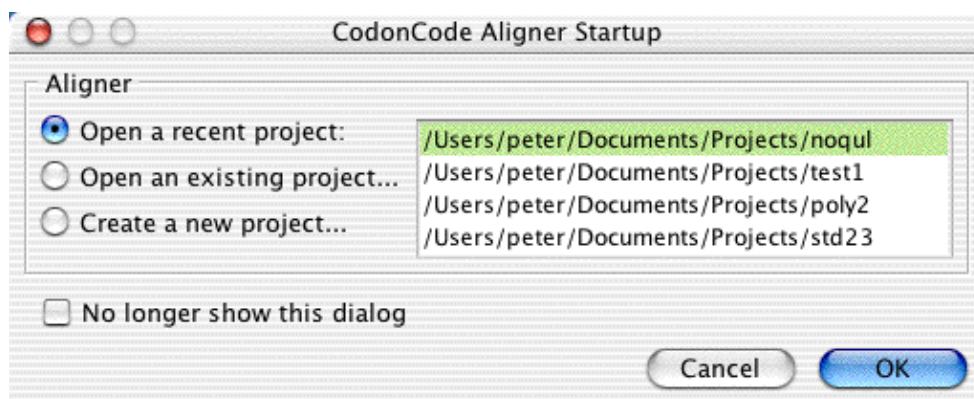 CodonCode Aligner Startup
Aligner
Open a recent project:
/Users/peter/Documents/Projects/noqul
Open an existing project...
/Users/peter/Documents/Projects/test1
/Users/peter/Documents/Projects/poly2
Create a new project...
/Users/peter/Documents/Projects/std23
No longer show this dialog
Cancel OK